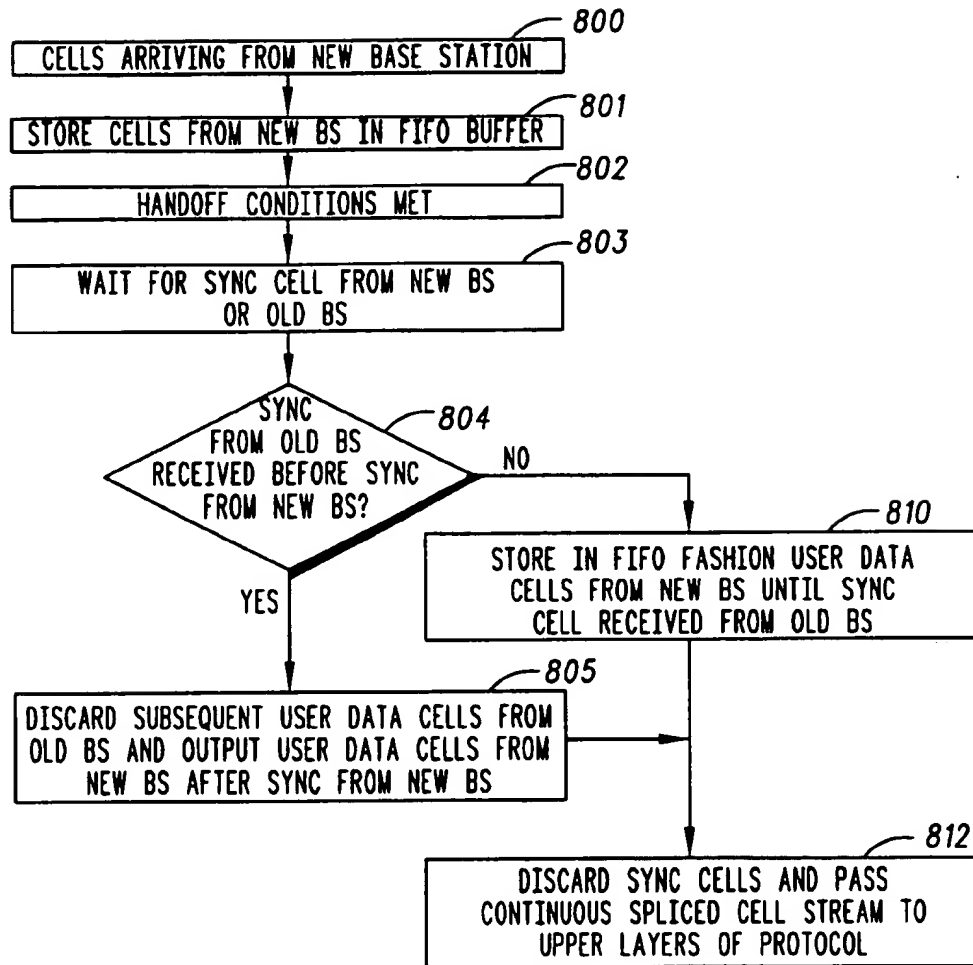 800
CELLS ARRIVING FROM NEW BASE STATION
801
STORE CELLS FROM NEW BS IN FIFO BUFFER
802
HANDOFF CONDITIONS MET
803
WAIT FOR SYNC CELL FROM NEW BS
OR OLD BS
804
SYNC
FROM OLD BS
RECEIVED BEFORE SYNC
FROM NEW BS?
NO
YES
810
STORE IN FIFO FASHION USER DATA
CELLS FROM NEW BS UNTIL SYNC
CELL RECEIVED FROM OLD BS
805
DISCARD SUBSEQUENT USER DATA CELLS FROM
OLD BS AND OUTPUT USER DATA CELLS FROM
NEW BS AFTER SYNC FROM NEW BS
812
DISCARD SYNC CELLS AND PASS
CONTINUOUS SPLICED CELL STREAM TO
UPPER LAYERS OF PROTOCOL